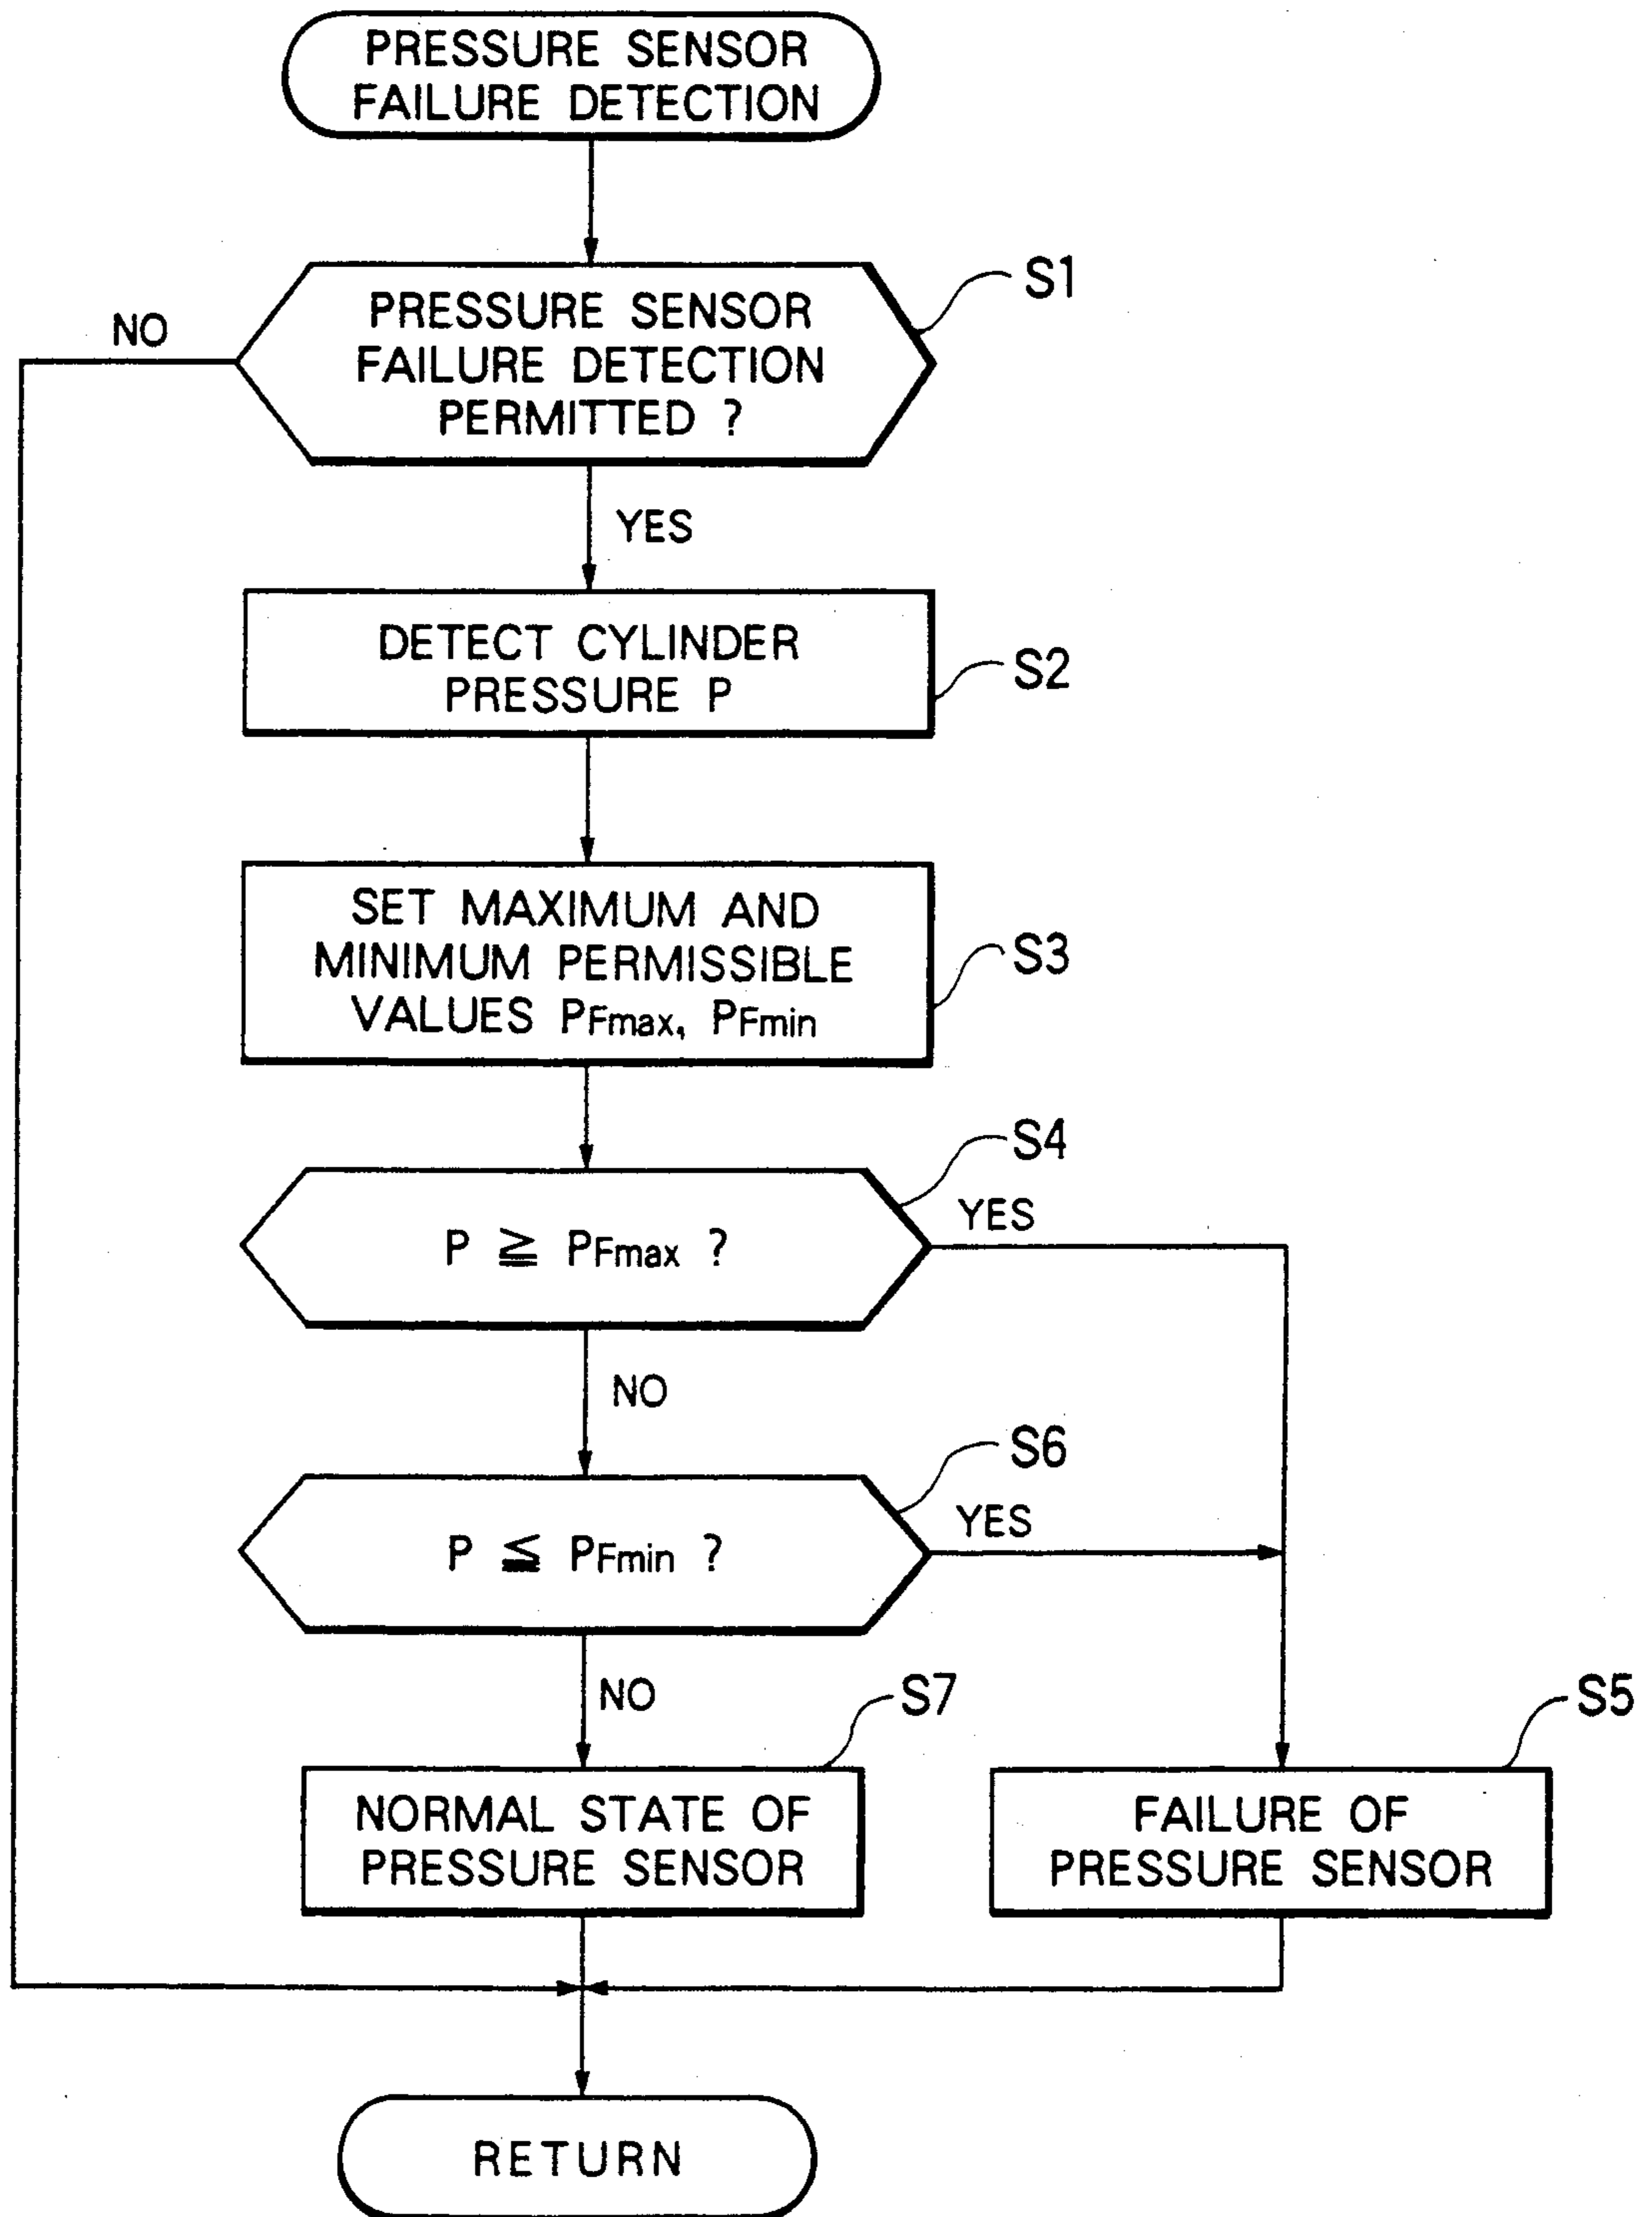 PRESSURE SENSOR
FAILURE DETECTION
S1
NO
PRESSURE SENSOR
FAILURE DETECTION
PERMITTED ?
YES
DETECT CYLINDER
PRESSURE P
S2
SET MAXIMUM AND
MINIMUM PERMISSIBLE
VALUES PFmax, PFmin
S3
S4
YES
P ≧ PFmax ?
NO
S6
YES
P ≦ PFmin ?
NO
S7
S5
NORMAL STATE OF
PRESSURE SENSOR
FAILURE OF
PRESSURE SENSOR
RETURN